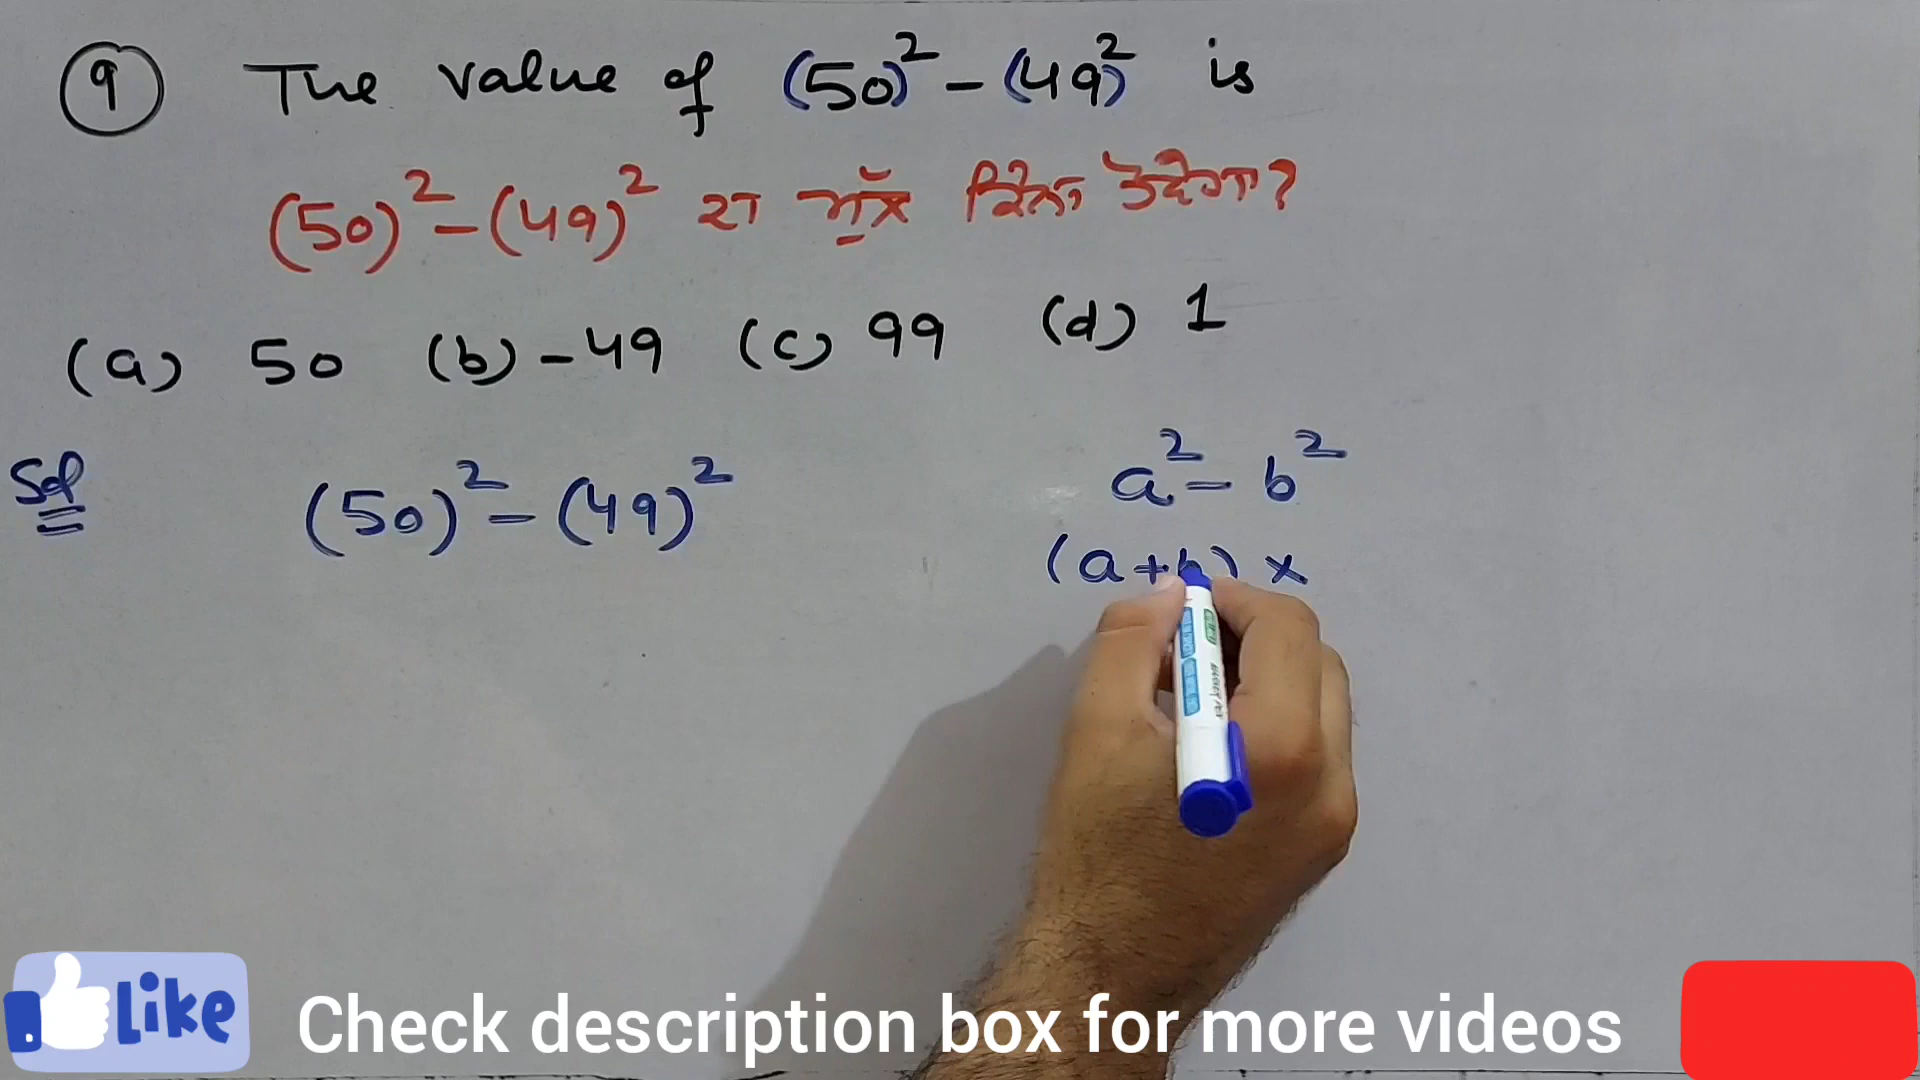 9 The value of (50)² - (49)² is
(50)² - (49)² ਦਾ ਮੁੱਲ ਕਿੰਨਾ ਹੋਵੇਗਾ?
(a) 50 (b) -49 (c) 99 (d) 1
Sol (50)² - (49)² a² - b²
(a+b) ×
Like Check description box for more videos